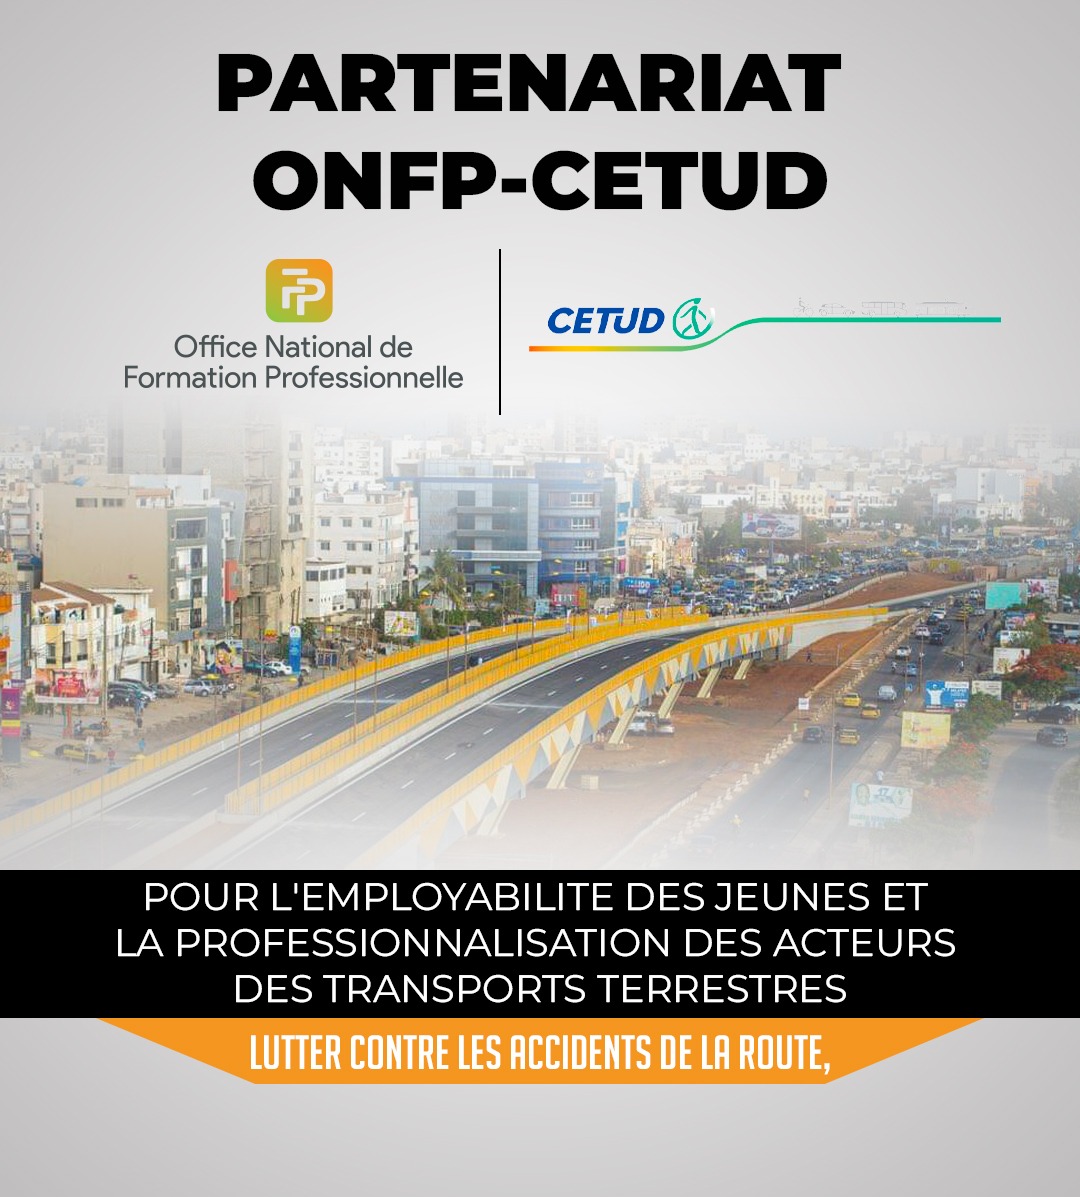 PARTENARIAT
ONFP-CETUD
FP
Office National de
Formation Professionnelle
CETUD
POUR L'EMPLOYABILITE DES JEUNES ET
LA PROFESSIONNALISATION DES ACTEURS
DES TRANSPORTS TERRESTRES
LUTTER CONTRE LES ACCIDENTS DE LA ROUTE,